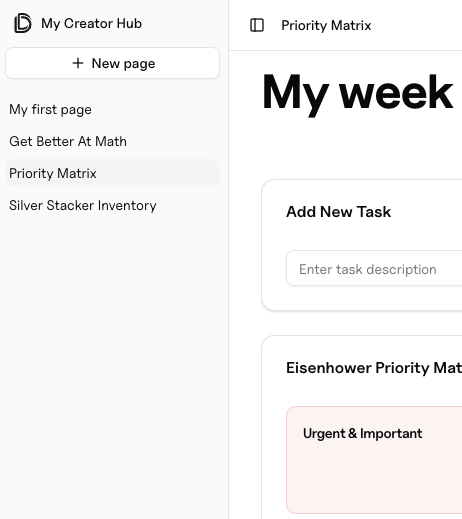 My Creator Hub
+ New page
My first page
Get Better At Math
Priority Matrix
Silver Stacker Inventory
Priority Matrix
My week
Add New Task
Enter task description
Eisenhower Priority Mat
Urgent & Important